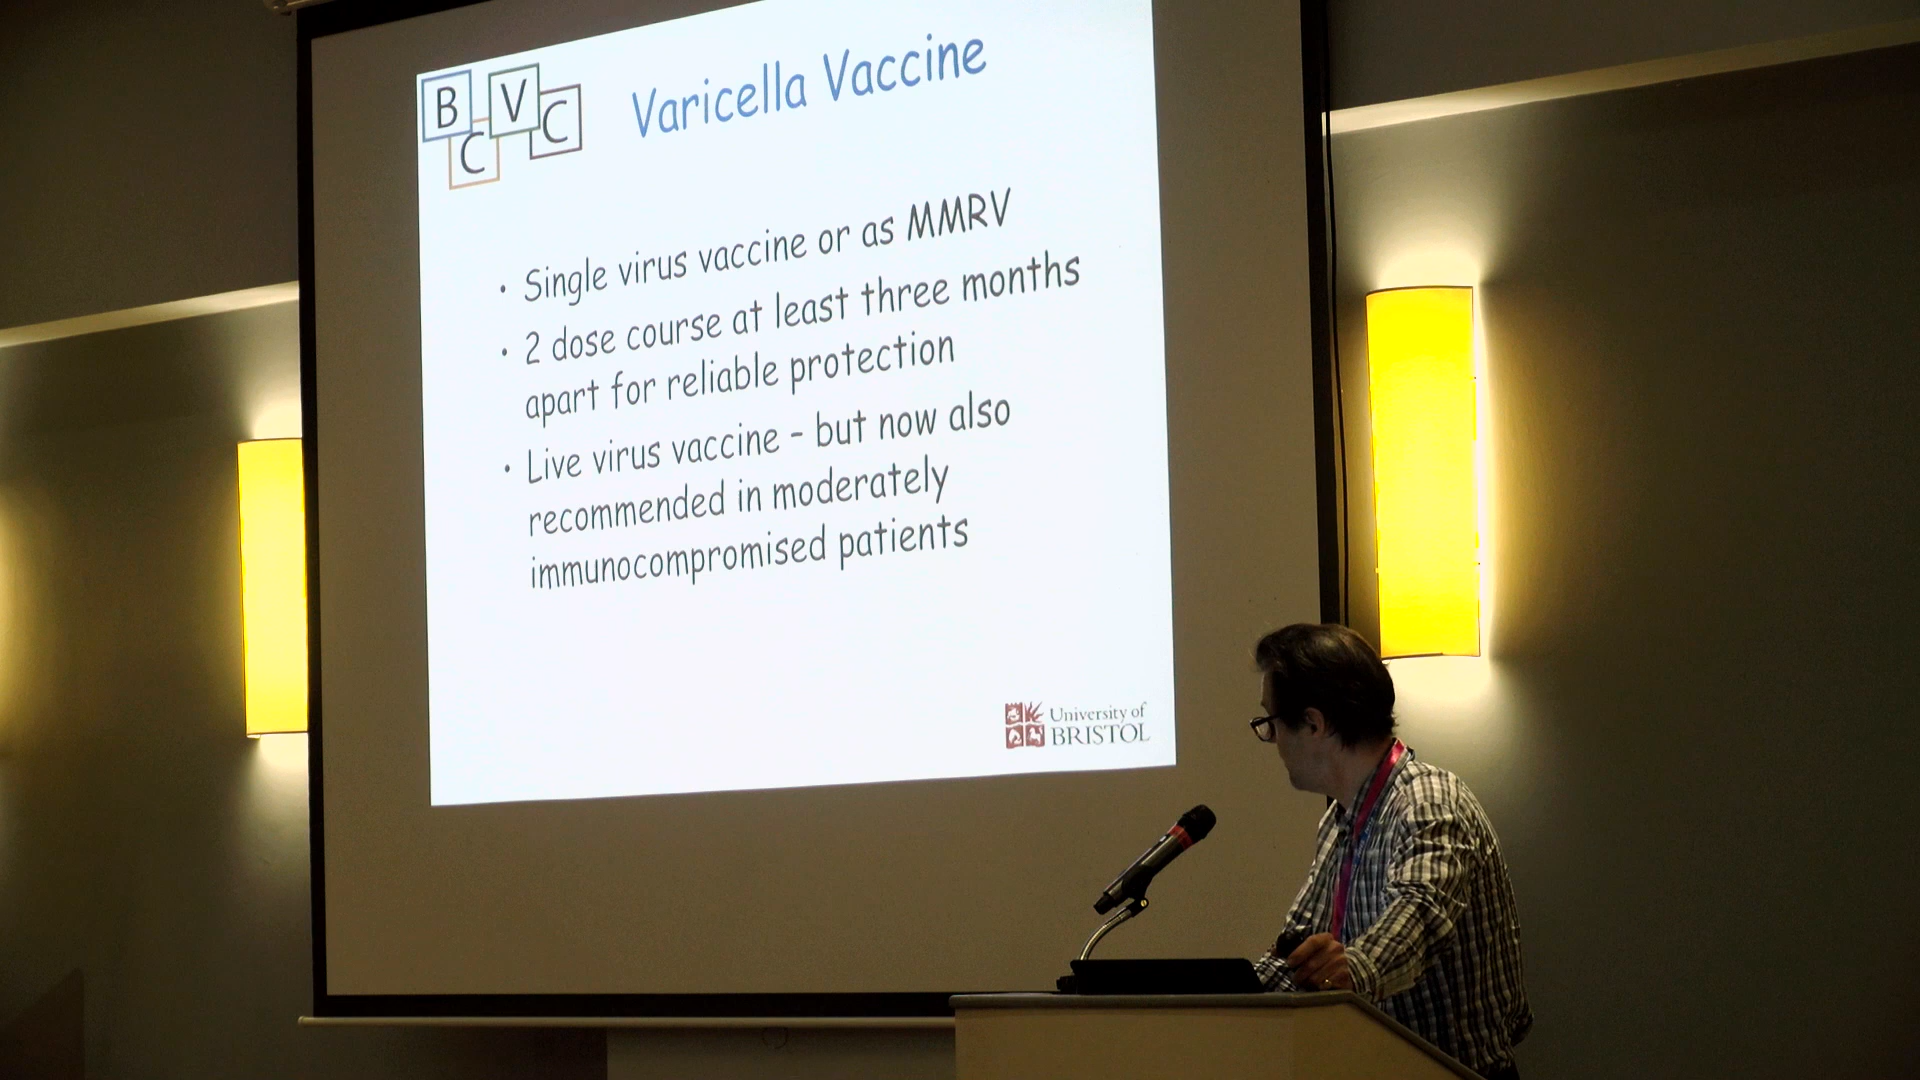 B C V C
Varicella Vaccine
• Single virus vaccine or as MMRV
• 2 dose course at least three months
apart for reliable protection
• Live virus vaccine - but now also
recommended in moderately
immunocompromised patients
University of
BRISTOL